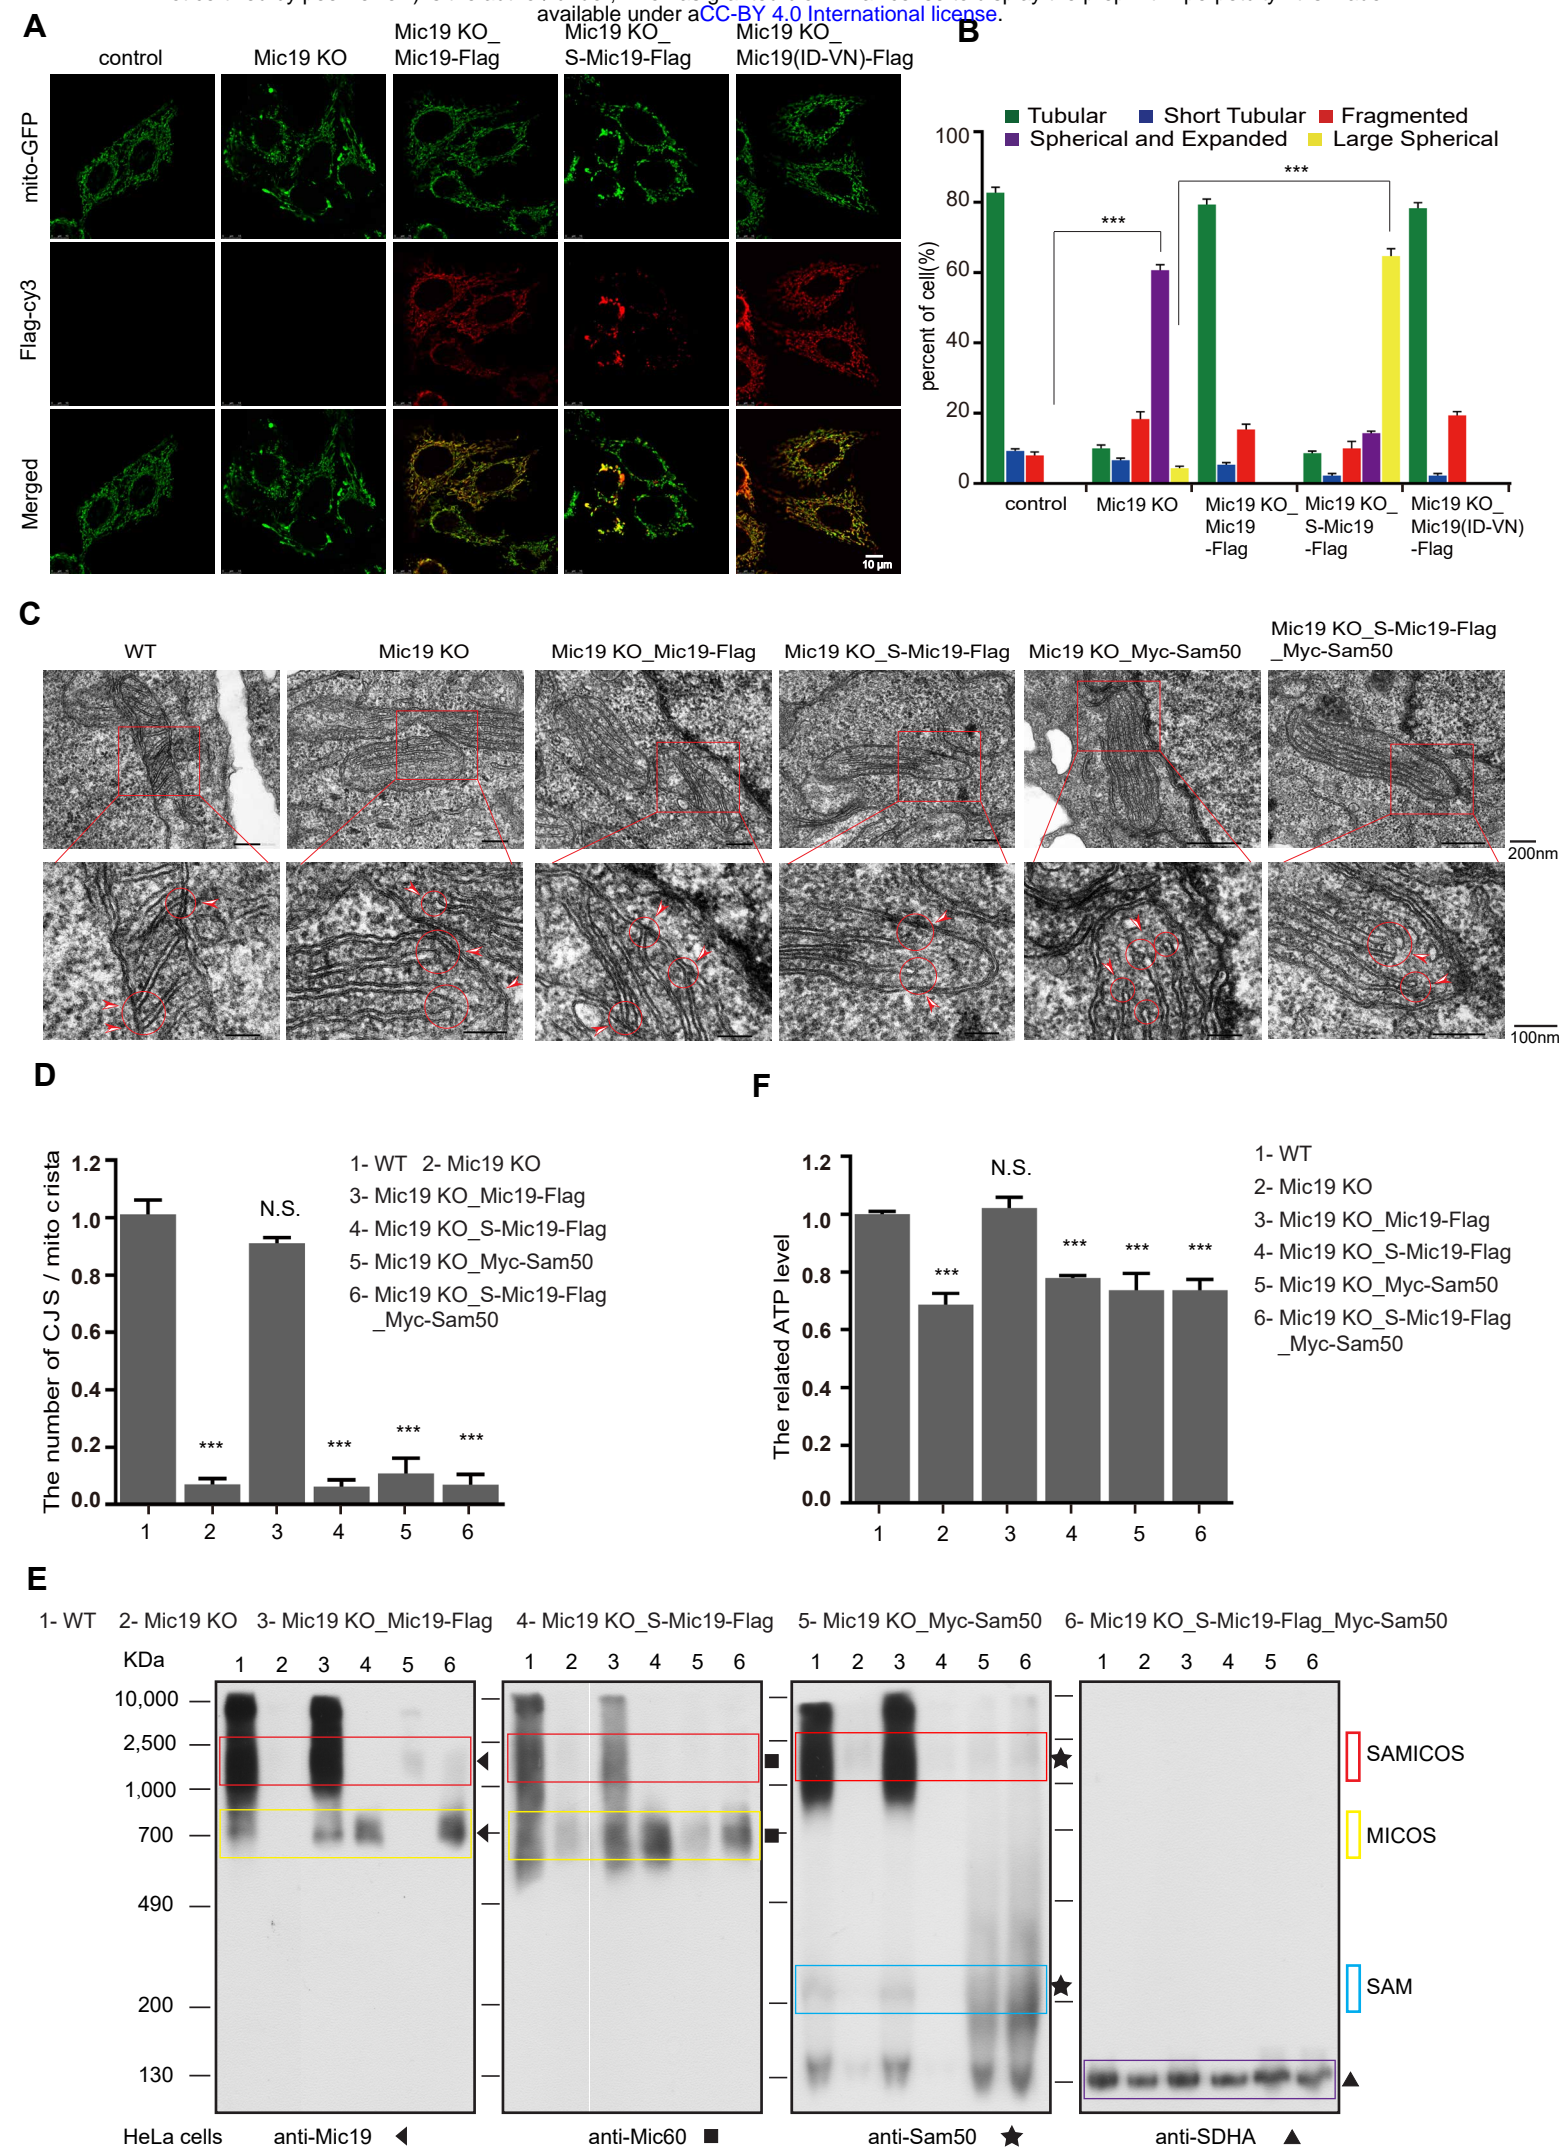 available under aCC-BY 4.0 International license.
A
control
Mic19 KO
Mic19 KO_
Mic19-Flag
Mic19 KO_
S-Mic19-Flag
Mic19 KO_
Mic19(ID-VN)-Flag
mito-GFP
Flag-cy3
Merged
10 µm
B
Tubular
Short Tubular
Fragmented
Spherical and Expanded
Large Spherical
percent of cell(%)
100
80
60
40
20
0
***
***
control
Mic19 KO
Mic19 KO_
Mic19
-Flag
Mic19 KO_
S-Mic19
-Flag
Mic19 KO_
Mic19(ID-VN)
-Flag
C
WT
Mic19 KO
Mic19 KO_Mic19-Flag
Mic19 KO_S-Mic19-Flag
Mic19 KO_Myc-Sam50
Mic19 KO_S-Mic19-Flag
_Myc-Sam50
200nm
100nm
D
The number of CJS / mito crista
1.2
1.0
0.8
0.6
0.4
0.2
0.0
***
N.S.
***
***
***
1 2 3 4 5 6
1- WT 2- Mic19 KO
3- Mic19 KO_Mic19-Flag
4- Mic19 KO_S-Mic19-Flag
5- Mic19 KO_Myc-Sam50
6- Mic19 KO_S-Mic19-Flag
_Myc-Sam50
F
The related ATP level
1.2
1.0
0.8
0.6
0.4
0.2
0.0
***
N.S.
***
***
***
1 2 3 4 5 6
1- WT
2- Mic19 KO
3- Mic19 KO_Mic19-Flag
4- Mic19 KO_S-Mic19-Flag
5- Mic19 KO_Myc-Sam50
6- Mic19 KO_S-Mic19-Flag
_Myc-Sam50
E
1- WT 2- Mic19 KO 3- Mic19 KO_Mic19-Flag 4- Mic19 KO_S-Mic19-Flag 5- Mic19 KO_Myc-Sam50 6- Mic19 KO_S-Mic19-Flag_Myc-Sam50
KDa
1 2 3 4 5 6
1 2 3 4 5 6
1 2 3 4 5 6
1 2 3 4 5 6
10,000
2,500
1,000
700
490
200
130
SAMICOS
MICOS
SAM
HeLa cells
anti-Mic19
anti-Mic60
anti-Sam50
anti-SDHA